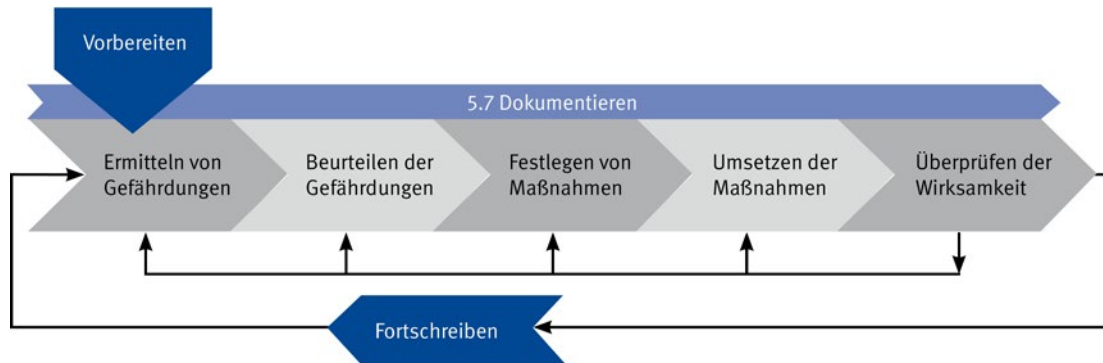 Vorbereiten
5.7 Dokumentieren
Ermitteln von
Gefährdungen
Beurteilen der
Gefährdungen
Festlegen von
Maßnahmen
Umsetzen der
Maßnahmen
Überprüfen der
Wirksamkeit
Fortschreiben